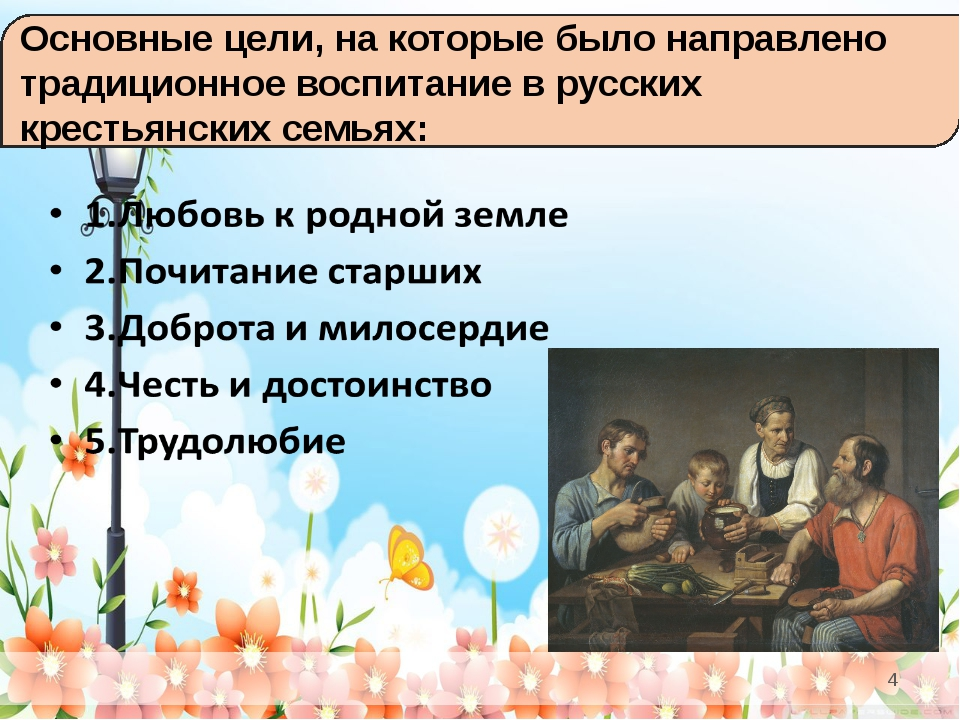 Основные цели, на которые было направлено
традиционное воспитание в русских
крестьянских семьях:
• 1.Любовь к родной земле
• 2.Почитание старших
• 3.Доброта и милосердие
• 4.Честь и достоинство
• 5.Трудолюбие
4